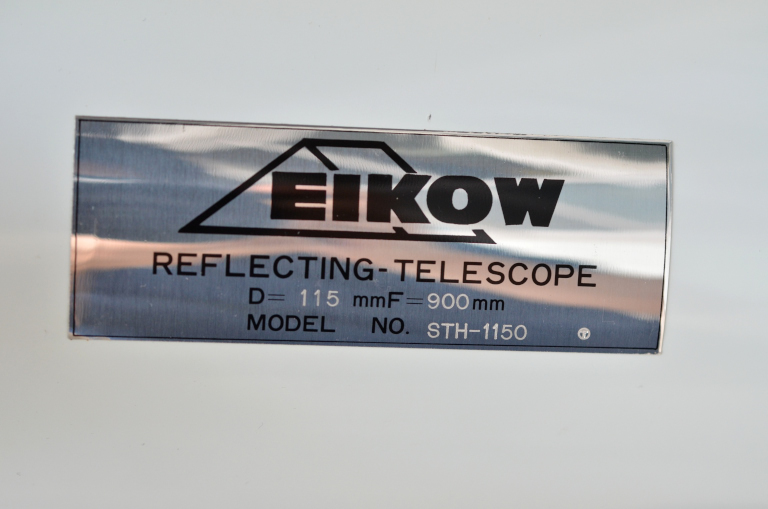 EIKOW
REFLECTING-TELESCOPE
D= 115 mmF=900mm
MODEL NO. STH-1150